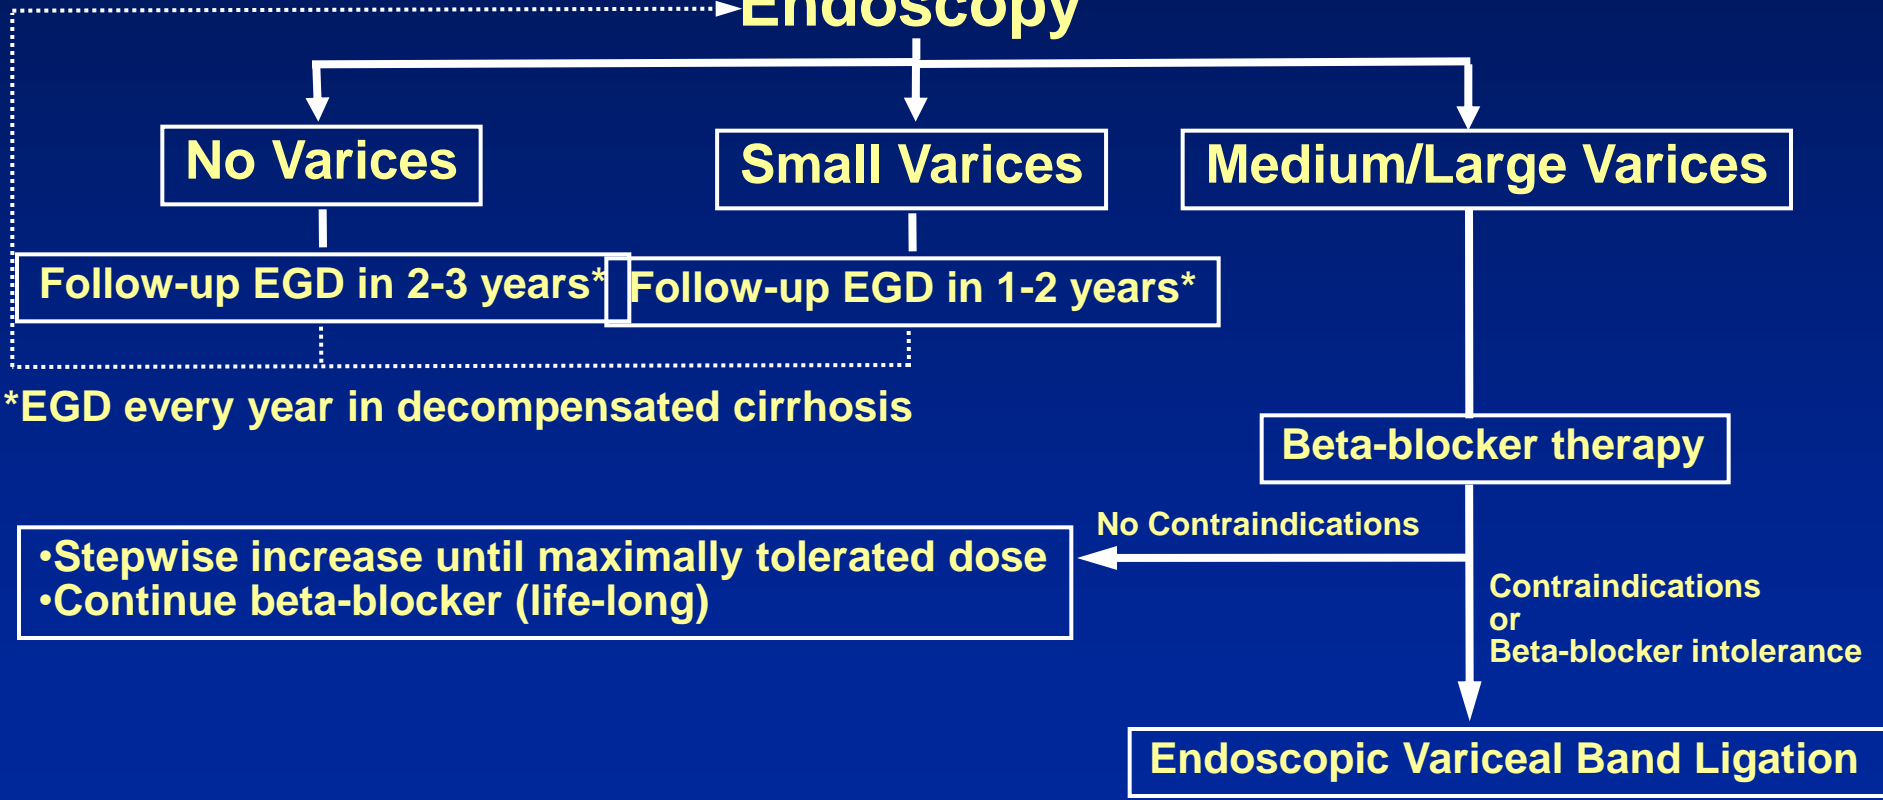 Endoscopy
No Varices
Small Varices
Medium/Large Varices
Follow-up EGD in 2-3 years*
Follow-up EGD in 1-2 years*
*EGD every year in decompensated cirrhosis
Beta-blocker therapy
No Contraindications
•Stepwise increase until maximally tolerated dose
•Continue beta-blocker (life-long)
Contraindications
or
Beta-blocker intolerance
Endoscopic Variceal Band Ligation